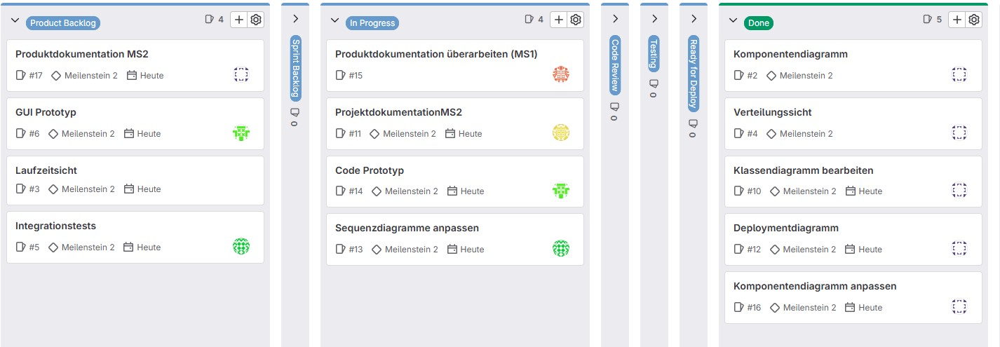 Product Backlog
4
Produktdokumentation MS2
#17 Meilenstein 2 Heute
GUI Prototyp
#6 Meilenstein 2 Heute
Laufzeitsicht
#3 Meilenstein 2 Heute
Integrationstests
#5 Meilenstein 2 Heute
Sprint Backlog
0
In Progress
4
Produktdokumentation überarbeiten (MS1)
#15
ProjektdokumentationMS2
#11 Meilenstein 2 Heute
Code Prototyp
#14 Meilenstein 2 Heute
Sequenzdiagramme anpassen
#13 Meilenstein 2 Heute
Code Review
0
Testing
0
Ready for Deploy
0
Done
5
Komponentendiagramm
#2 Meilenstein 2
Verteilungssicht
#4 Meilenstein 2
Klassendiagramm bearbeiten
#10 Meilenstein 2 Heute
Deploymentdiagramm
#12 Meilenstein 2 Heute
Komponentendiagramm anpassen
#16 Meilenstein 2 Heute